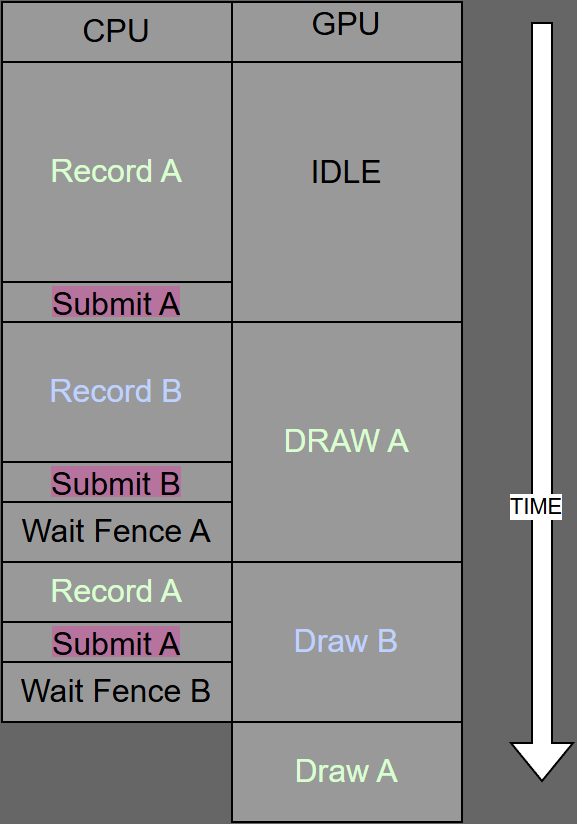 CPU
GPU
Record A
IDLE
Submit A
Record B
DRAW A
Submit B
Wait Fence A
TIME
Record A
Submit A
Draw B
Wait Fence B
Draw A